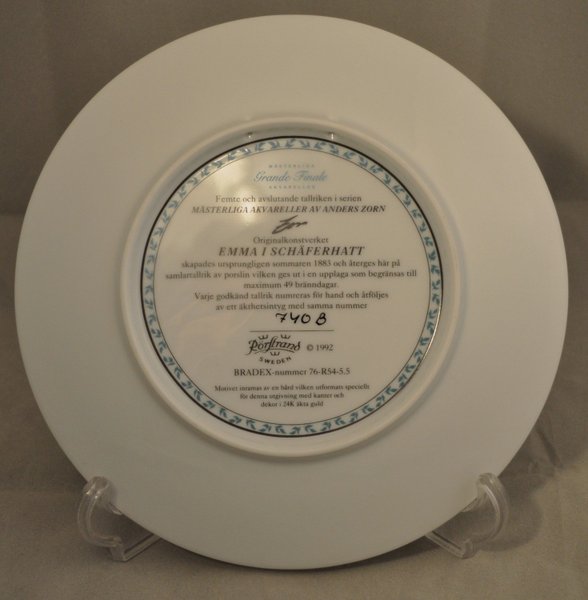 MÄSTERLIGA
Grande Finale
AKVARELLER
Femte och avslutande tallriken i serien
MÄSTERLIGA AKVARELLER AV ANDERS ZORN
Zorn
Originalkonstverket
EMMA I SCHÄFERHATT
skapades ursprungligen sommaren 1883 och återges här på
samlartallrik av porslin vilken ges ut i en upplaga som begränsas till
maximum 49 bränndagar.
Varje godkänd tallrik numreras för hand och åtföljes
av ett äkthetsintyg med samma nummer
740 B
Rörstrand © 1992
SWEDEN
BRADEX-nummer 76-R54-5.5
Motivet inramas av en bård vilken utformats speciellt
för denna utgivning med kanter och
dekor i 24K äkta guld